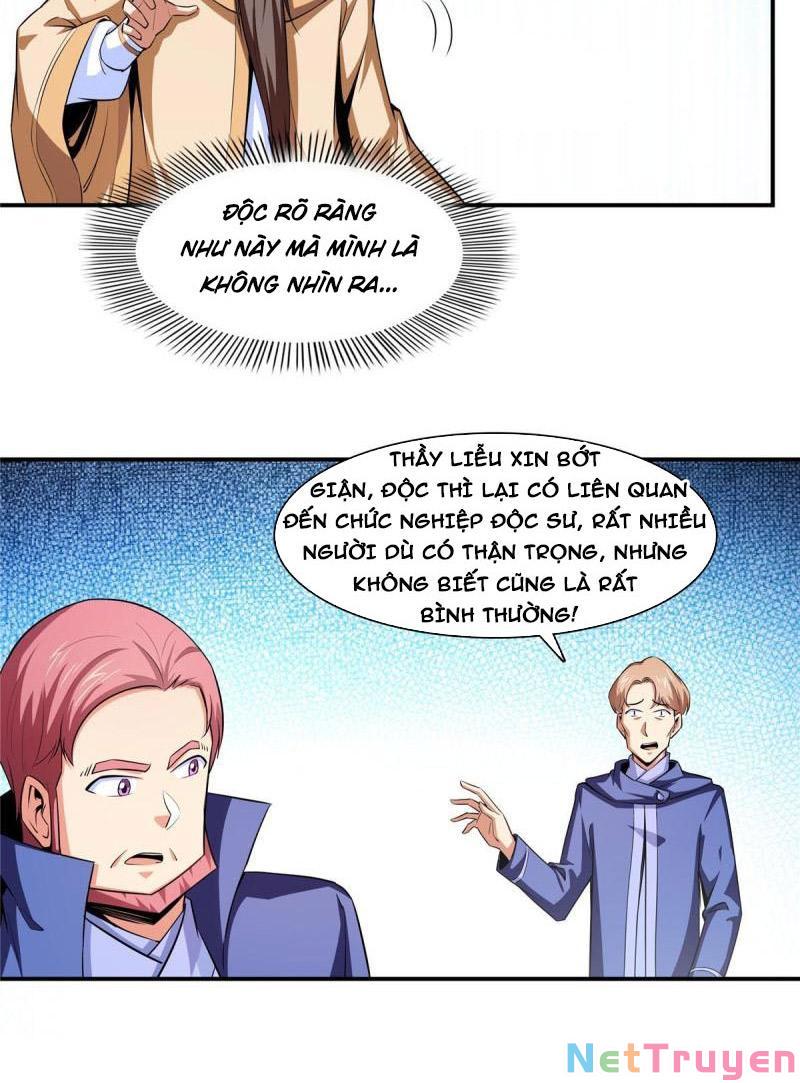 ĐỘC RÕ RÀNG
NHƯ NÀY MÀ MÌNH LÀ
KHÔNG NHÌN RA...
THẦY LIỄU XIN BỚT
GIẬN, ĐỘC THÌ LẠI CÓ LIÊN QUAN
ĐẾN CHỨC NGHIỆP ĐỘC SƯ, RẤT NHIỀU
NGƯỜI DÙ CÓ THẬN TRỌNG, NHƯNG
KHÔNG BIẾT CŨNG LÀ RẤT
BÌNH THƯỜNG!
NetTruyen